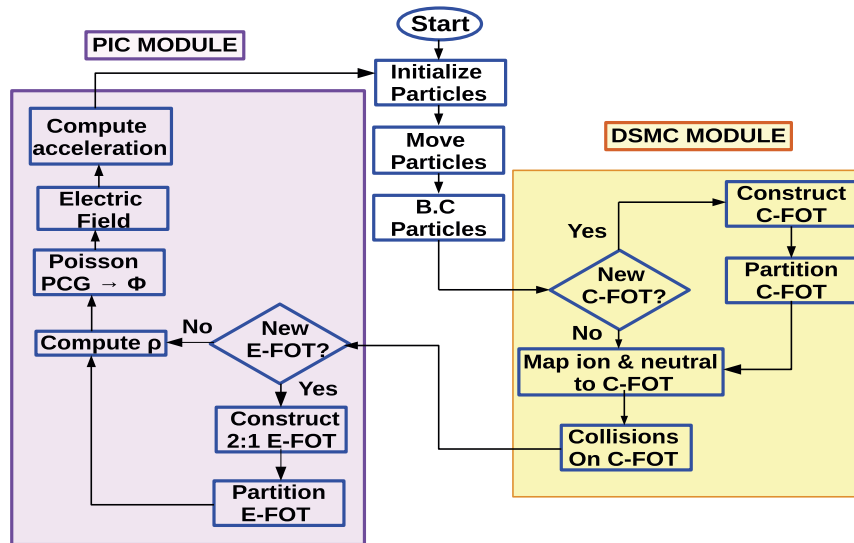 Start
PIC MODULE
Initialize
Particles
Compute
acceleration
Move
Particles
DSMC MODULE
Electric
Field
B.C
Particles
Construct
C-FOT
Yes
New
C-FOT?
Partition
C-FOT
Poisson
PCG → Φ
No
Compute ρ
No
New
E-FOT?
Map ion & neutral
to C-FOT
Yes
Construct
2:1 E-FOT
Collisions
On C-FOT
Partition
E-FOT